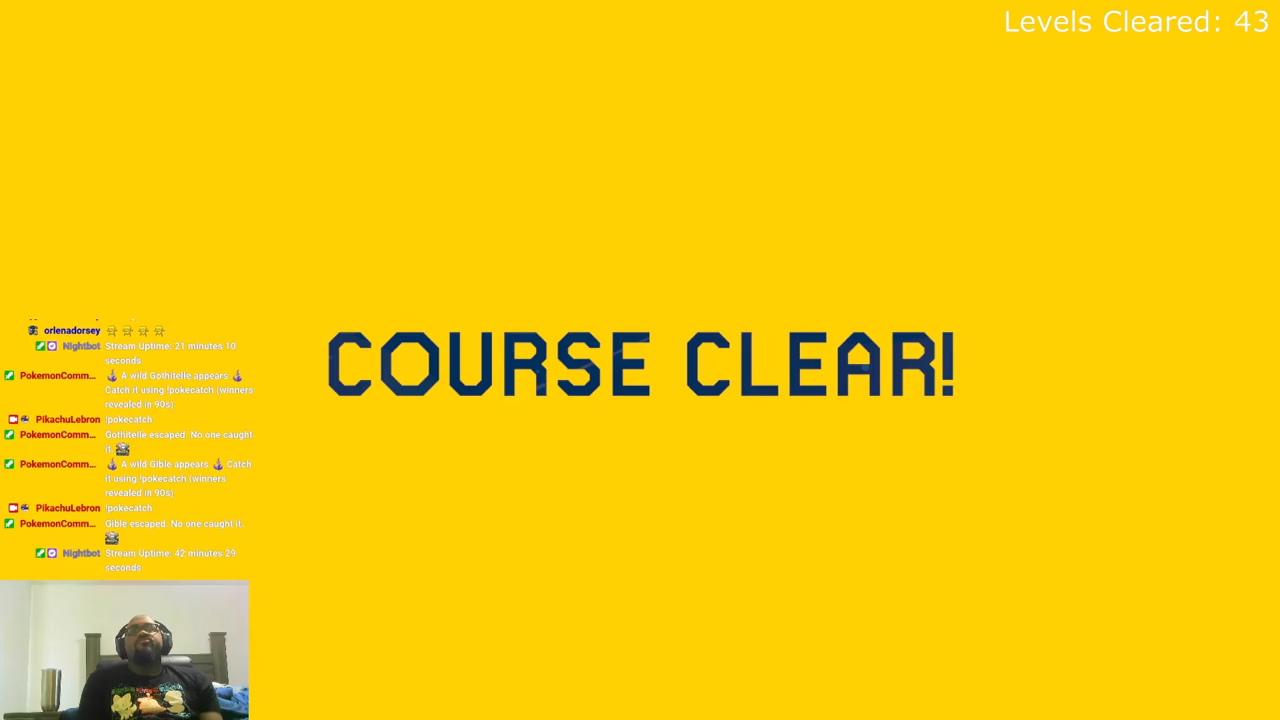 Levels Cleared: 43
COURSE CLEAR!
orlenadorsey
Nightbot Stream Uptime: 21 minutes 10
seconds
PokemonComm... A wild Gothitelle appears
Catch it using !pokecatch (winners
revealed in 90s)
PikachuLebron !pokecatch
PokemonComm... Gothitelle escaped. No one caught
it.
PokemonComm... A wild Gible appears Catch
it using !pokecatch (winners
revealed in 90s)
PikachuLebron !pokecatch
PokemonComm... Gible escaped. No one caught it.
Nightbot Stream Uptime: 42 minutes 29
seconds